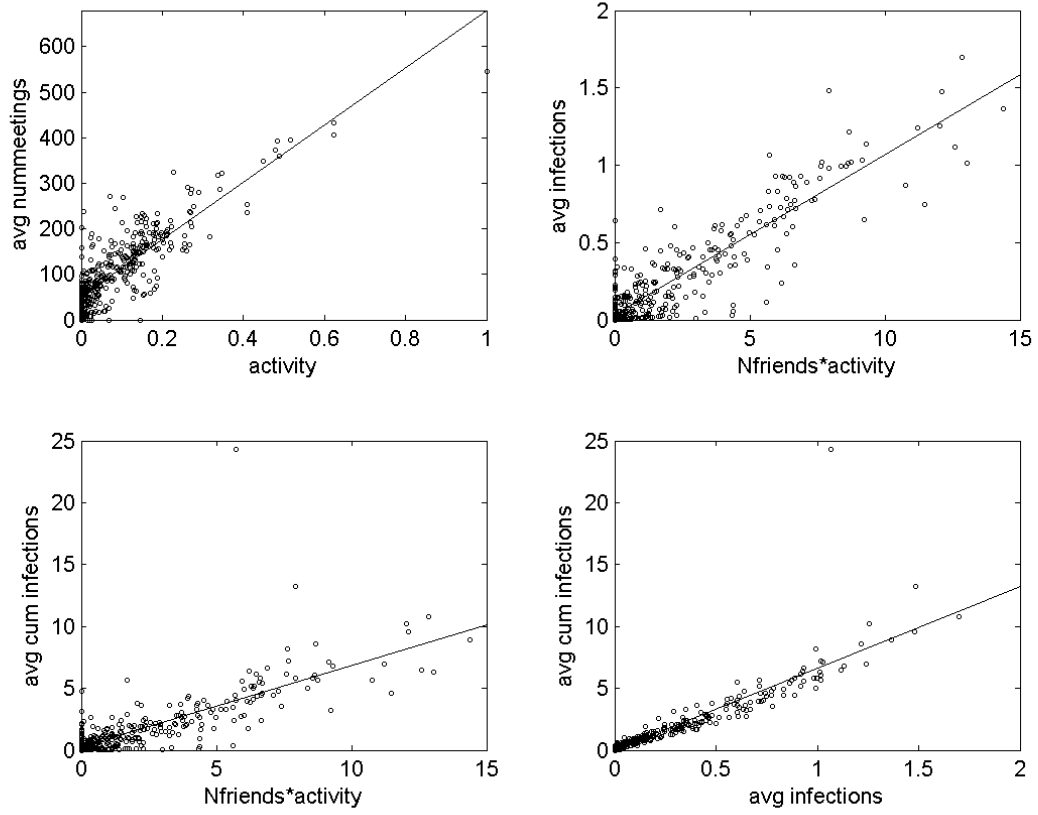 avg nummeetings
600
500
400
300
200
100
0
0 0.2 0.4 0.6 0.8 1
activity
avg infections
2
1.5
1
0.5
0
0 5 10 15
Nfriends*activity
avg cum infections
25
20
15
10
5
0
0 5 10 15
Nfriends*activity
avg cum infections
25
20
15
10
5
0
0 0.5 1 1.5 2
avg infections